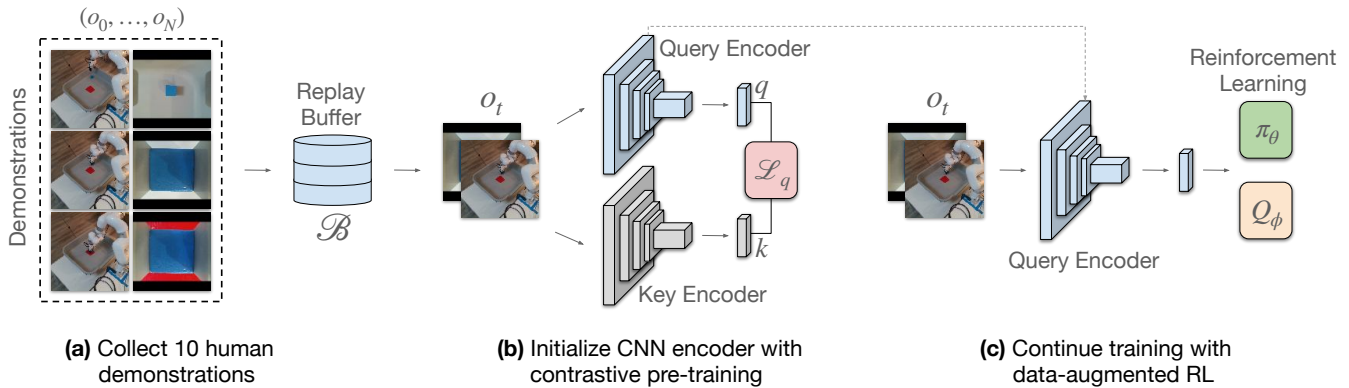 (o₀, …, o_N)
Demonstrations
Replay
Buffer
ℬ
o_t
Query Encoder
q
ℒ_q
k
Key Encoder
o_t
Query Encoder
Reinforcement
Learning
π_θ
Q_ϕ
(a) Collect 10 human
demonstrations
(b) Initialize CNN encoder with
contrastive pre-training
(c) Continue training with
data-augmented RL